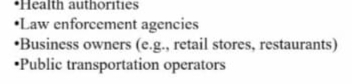 •Health authorities
•Law enforcement agencies
•Business owners (e.g., retail stores, restaurants)
•Public transportation operators